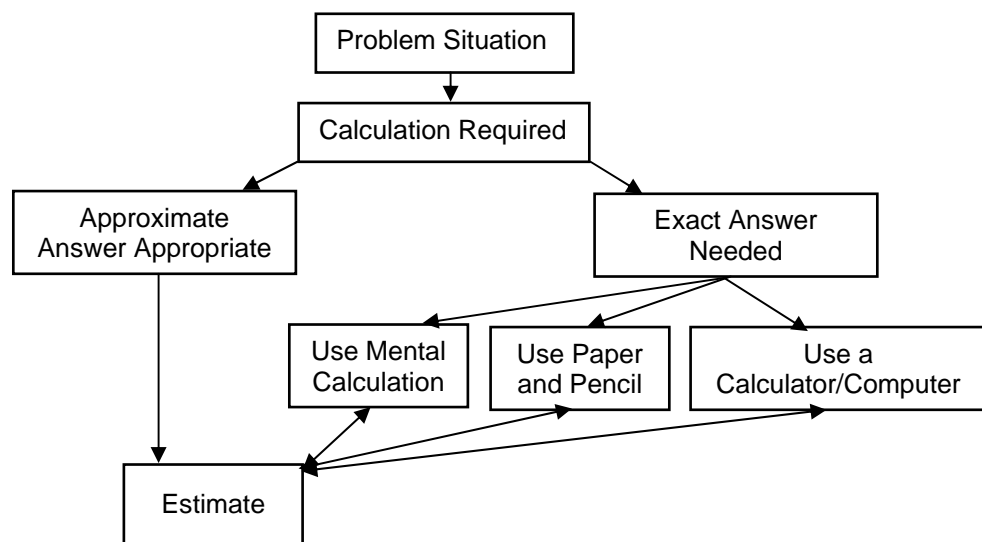 Problem Situation
Calculation Required
Approximate
Answer Appropriate
Exact Answer
Needed
Use Mental
Calculation
Use Paper
and Pencil
Use a
Calculator/Computer
Estimate